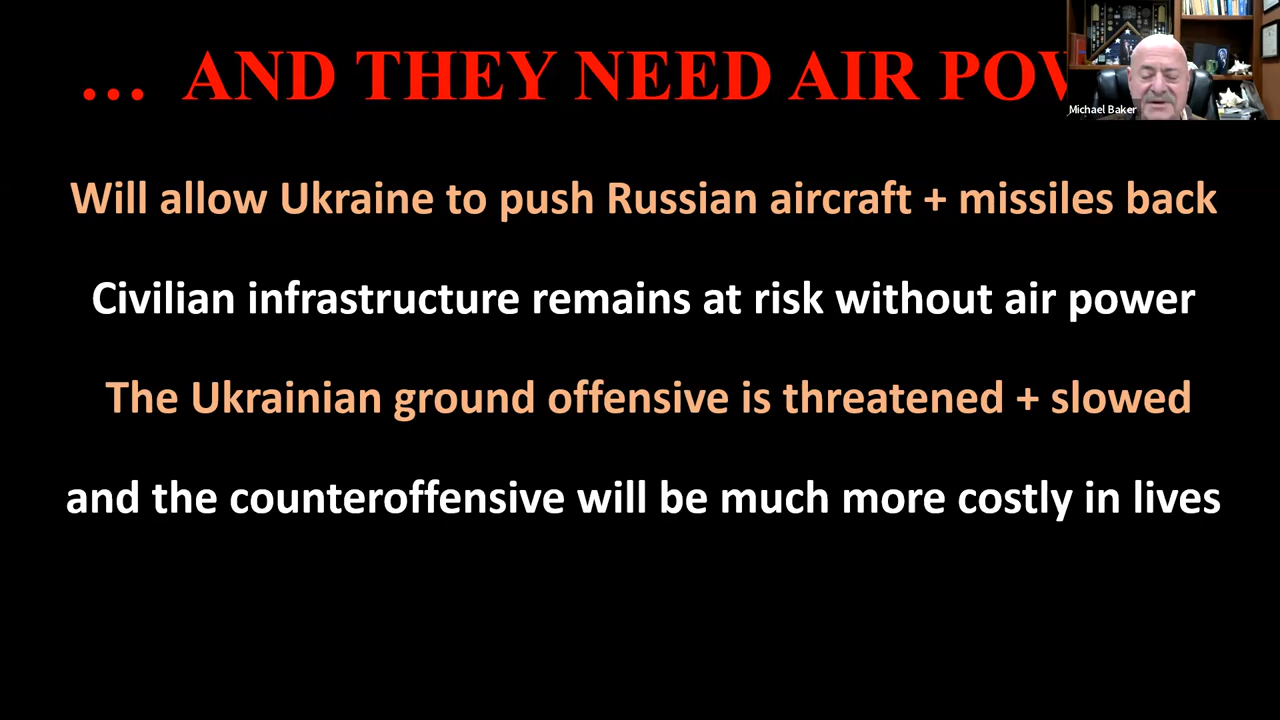 ... AND THEY NEED AIR
Michael Baker
Will allow Ukraine to push Russian aircraft + missiles back
Civilian infrastructure remains at risk without air power
The Ukrainian ground offensive is threatened + slowed
and the counteroffensive will be much more costly in lives